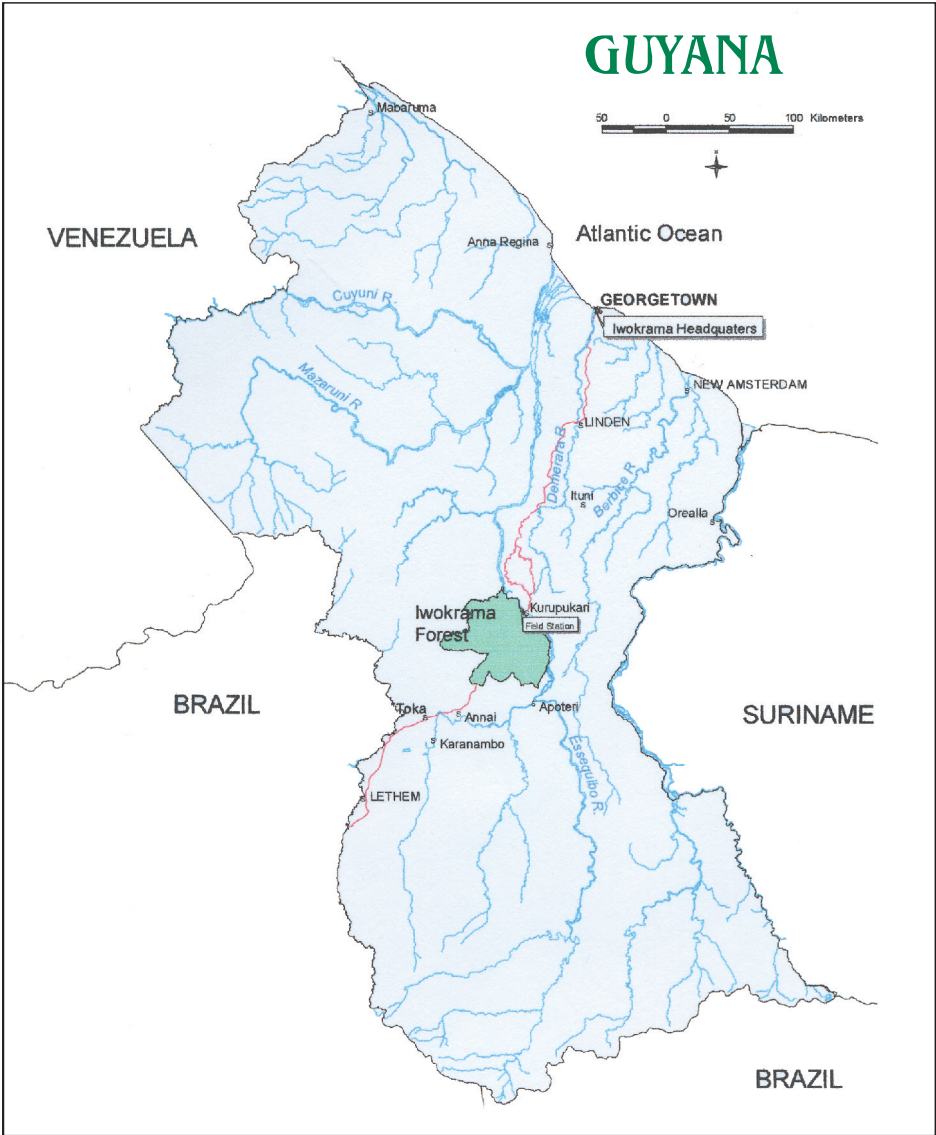 GUYANA
50 0 50 100 Kilometers
Mabaruma
VENEZUELA
Anna Regina
Atlantic Ocean
Cuyuni R.
GEORGETOWN
Iwokrama Headquaters
Mazaruni R
NEW AMSTERDAM
LINDEN
Demerara R.
Ituni
Berbice R.
Orealla
Iwokrama
Forest
Kurupukari
Field Station
BRAZIL
Toka
Annai
Apoteri
SURINAME
Karanambo
Essequibo R.
LETHEM
BRAZIL